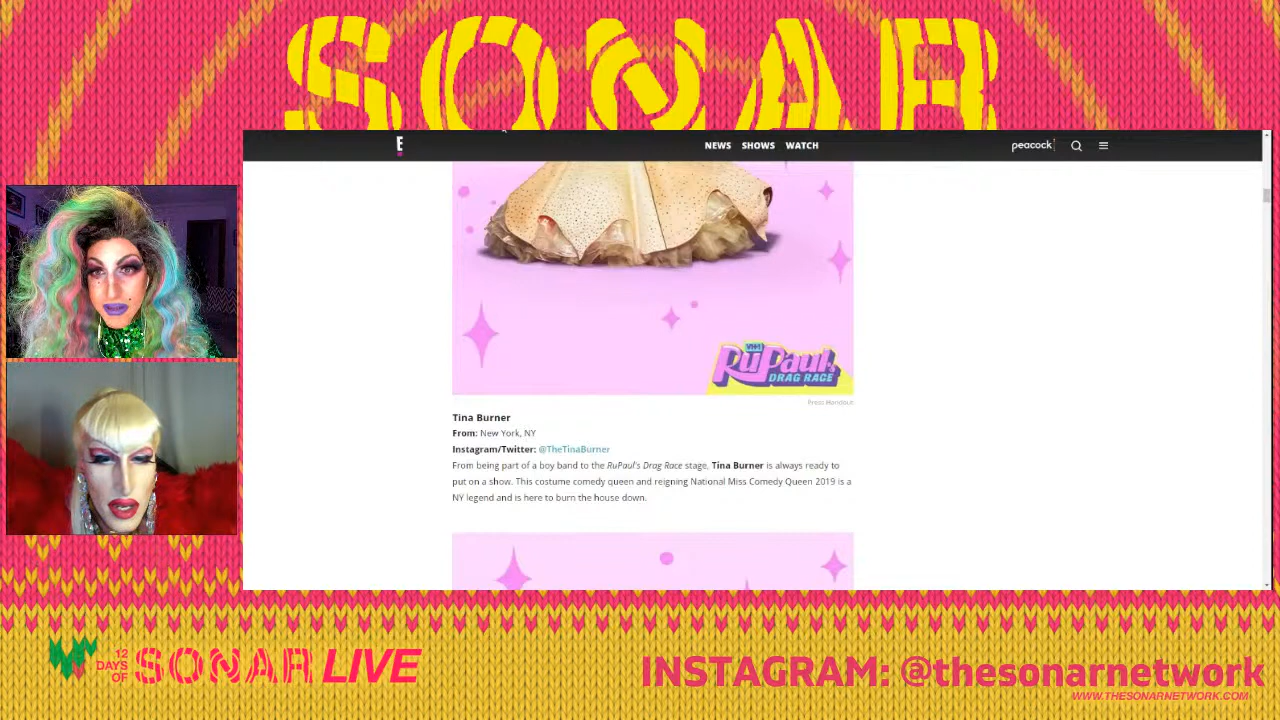 SONAR
E!
NEWS SHOWS WATCH
peacock
VH1
RuPaul's
DRAG RACE
Press Handout
Tina Burner
From: New York, NY
Instagram/Twitter: @TheTinaBurner
From being part of a boy band to the RuPaul's Drag Race stage, Tina Burner is always ready to
put on a show. This costume comedy queen and reigning National Miss Comedy Queen 2019 is a
NY legend and is here to burn the house down.
12
DAYS
OF
SONAR LIVE
INSTAGRAM: @thesonarnetwork
WWW.THESONARNETWORK.COM